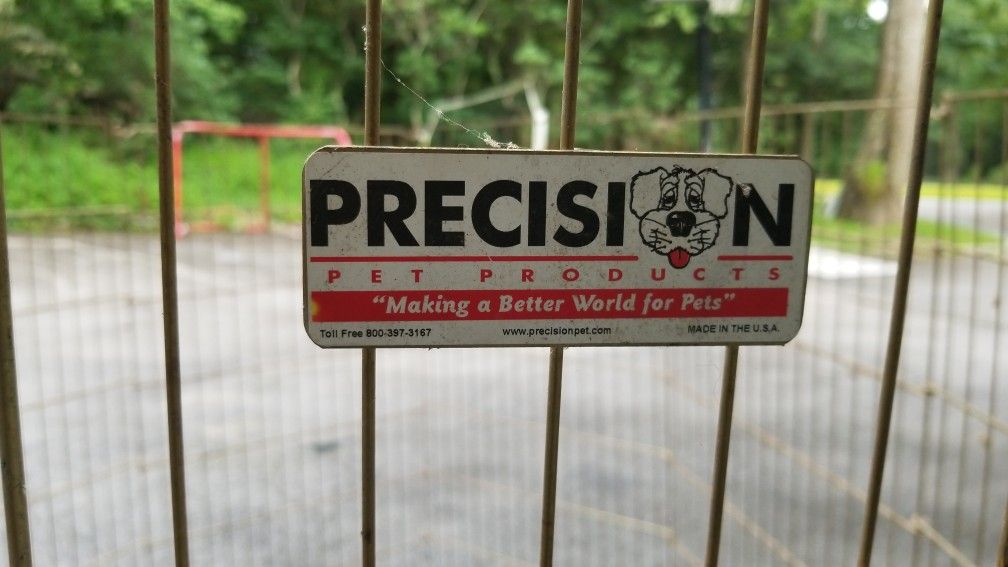 PRECISION
PET PRODUCTS
"Making a Better World for Pets"
Toll Free 800-397-3167 www.precisionpet.com MADE IN THE U.S.A.